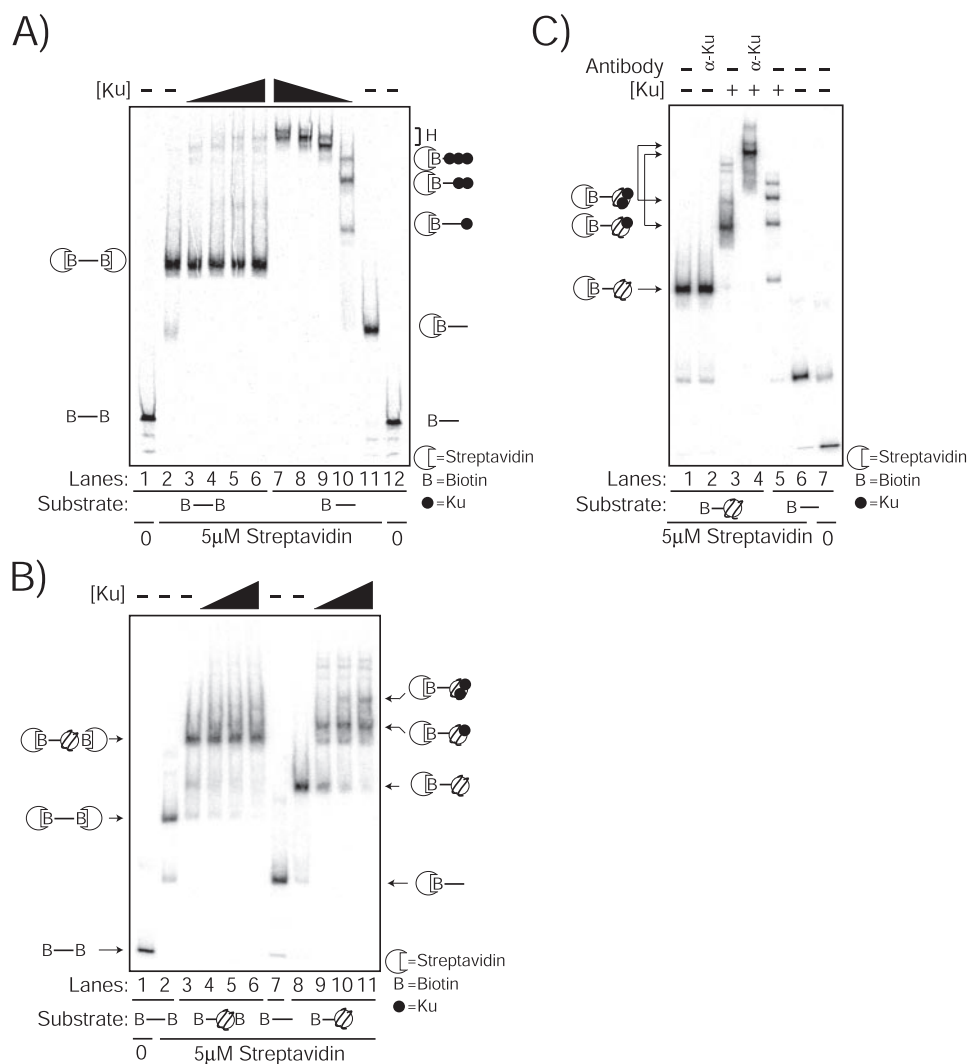 A)
[Ku] – – – –
H
B
B
B
B—B
B—
B—B
B—
=Streptavidin
B =Biotin
=Ku
Lanes: 1 2 3 4 5 6 7 8 9 10 11 12
Substrate: B—B B—
0 5μM Streptavidin 0
C)
Antibody – α-Ku – α-Ku – – –
[Ku] – – + + + – –
B
B
B
=Streptavidin
B =Biotin
=Ku
Lanes: 1 2 3 4 5 6 7
Substrate: B B—
5μM Streptavidin 0
B)
[Ku] – – – – –
B
B
B B
B
B—B
B—
B—B
=Streptavidin
B =Biotin
=Ku
Lanes: 1 2 3 4 5 6 7 8 9 10 11
Substrate: B—B B B B— B
0 5μM Streptavidin